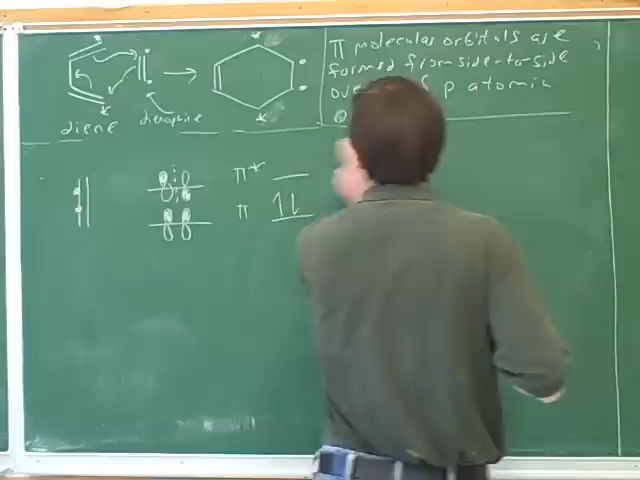 π molecular orbitals are
formed from side-to-side
p atomic
diene
dienophile
π*
π